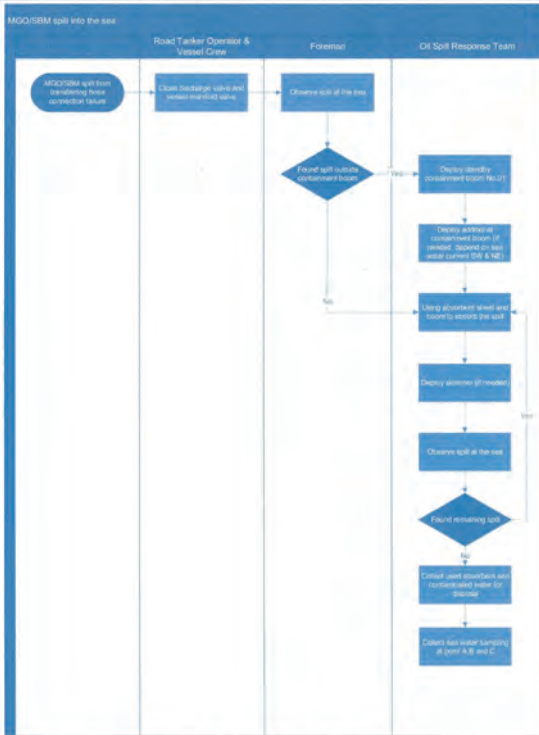 MGO/SBM spill into the sea
Road Tanker Operator &
Vessel Crew
Foreman
Oil Spill Response Team
MGO/SBM spill from
transferring hose
connection failure
Close discharge valve and
vessel manifold valve
Observe spill at the sea
Found spill outside
containment boom
Yes
Deploy standby
containment boom No.2
Deploy additional
containment boom (if
needed, depend on sea
water current SW & NE)
No
Using absorbent sheet and
boom to absorb the spill
Deploy skimmer (if needed)
Yes
Observe spill at the sea
Found remaining spill
No
Collect used absorbent and
contaminated water for
disposal
Collect sea water sampling
at point A,B and C